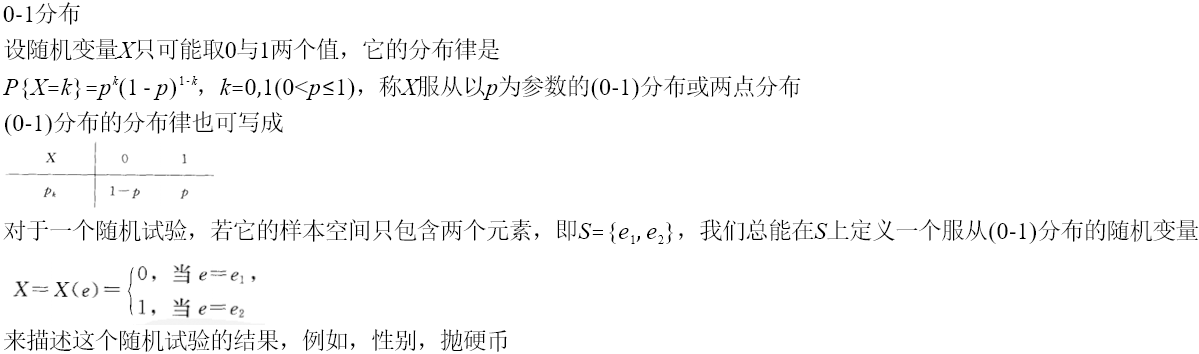 0-1分布
设随机变量X只可能取0与1两个值，它的分布律是
P{X=k}=p^k(1-p)^{1-k}，k=0,1(0<p≤1)，称X服从以p为参数的(0-1)分布或两点分布
(0-1)分布的分布律也可写成
X 0 1
p_k 1-p p
对于一个随机试验，若它的样本空间只包含两个元素，即S={e_1,e_2}，我们总能在S上定义一个服从(0-1)分布的随机变量
X=X(e)={0，当 e=e_1，
1，当 e=e_2
来描述这个随机试验的结果，例如，性别，抛硬币